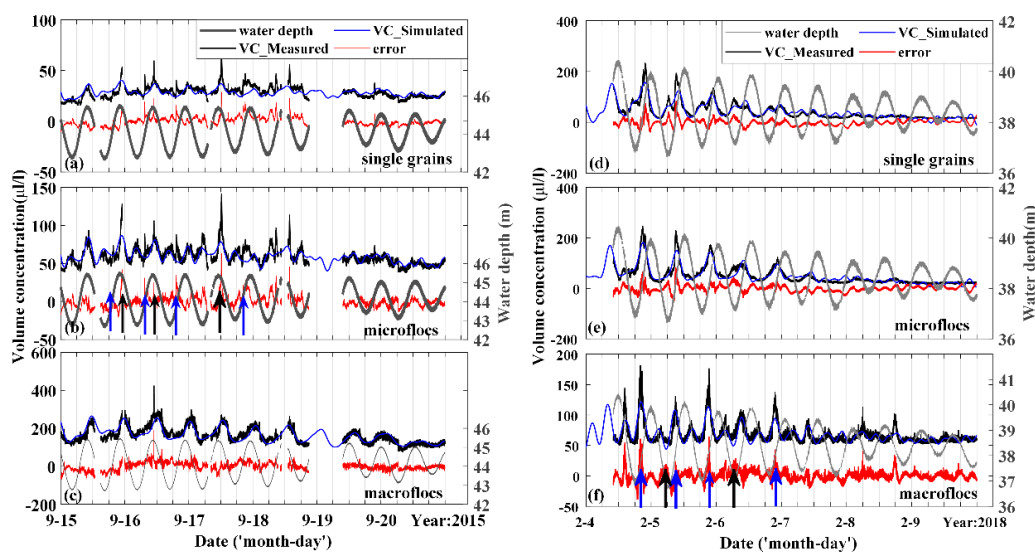 water depth VC_Simulated
VC_Measured error
100
50
0
-50
46
44
42
(a)
single grains
150
100
50
0
-50
46
45
44
43
42
(b)
microflocs
600
400
200
0
-200
46
45
44
43
42
(c)
macroflocs
9-15 9-16 9-17 9-18 9-19 9-20 Year:2015
Date ('month-day')
Volume concentration(μl/l)
Water depth (m)
water depth VC_Simulated
VC_Measured error
400
200
0
-200
42
40
38
36
(d)
single grains
400
200
0
-200
42
40
38
36
(e)
microflocs
200
150
100
50
0
-50
41
40
39
38
37
36
(f)
macroflocs
2-4 2-5 2-6 2-7 2-8 2-9 Year:2018
Date ('month-day')
Volume concentration (μl/l)
Water depth(m)